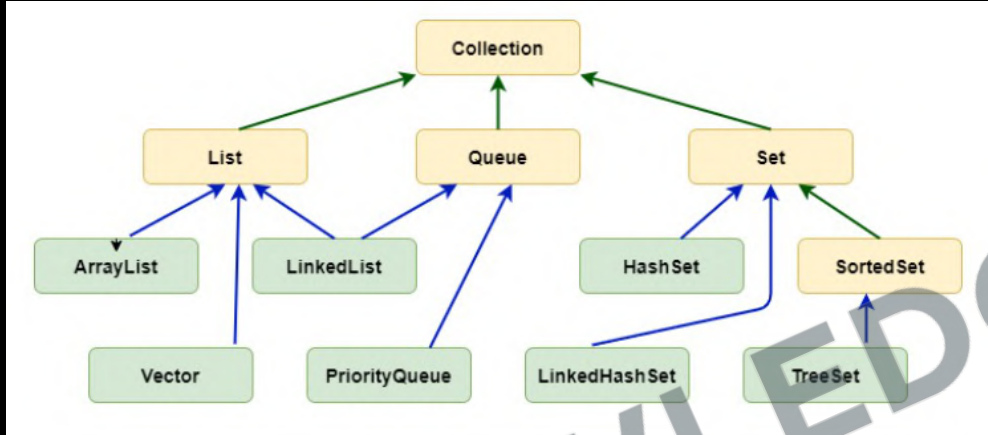 Collection
List
Queue
Set
ArrayList
LinkedList
HashSet
SortedSet
Vector
PriorityQueue
LinkedHashSet
TreeSet